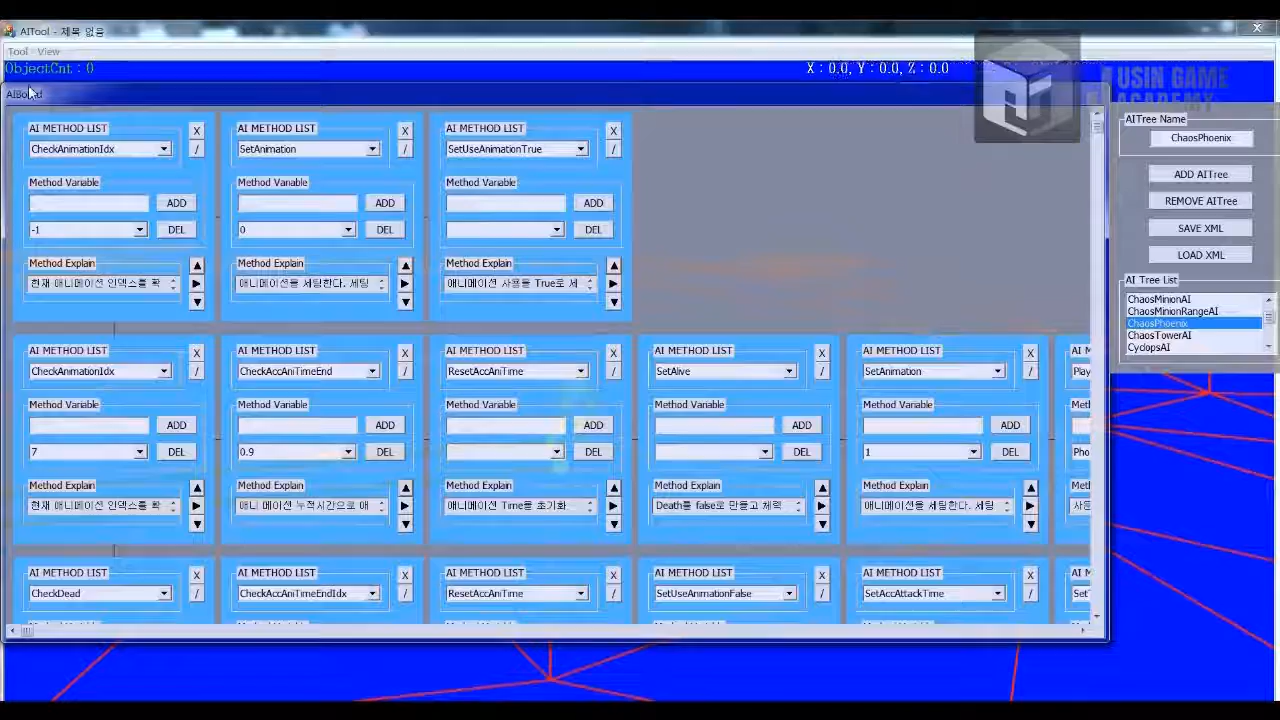 AITool - 제목 없음
Tool View
ObjectCnt : 0
X : 0.0, Y : 0.0, Z : 0.0
USIN GAME
ACADEMY
AI METHOD LIST X AI METHOD LIST X AI METHOD LIST X
CheckAnimationIdx / SetAnimation / SetUseAnimationTrue /
Method Variable Method Variable Method Variable
ADD ADD ADD
-1 DEL 0 DEL DEL
Method Explain Method Explain Method Explain
현재 애니메이션 인덱스를 확 애니메이션을 세팅한다. 세팅 애니메이션 사용를 True로 세
AI METHOD LIST X AI METHOD LIST X AI METHOD LIST X AI METHOD LIST X AI METHOD LIST X AI M
CheckAnimationIdx / CheckAccAniTimeEnd / ResetAccAniTime / SetAlive / SetAnimation / Play
Method Variable Method Variable Method Variable Method Variable Method Variable Meth
ADD ADD ADD ADD ADD
7 DEL 0.9 DEL DEL DEL 1 DEL Pho
Method Explain Method Explain Method Explain Method Explain Method Explain Meth
현재 애니메이션 인덱스를 확 애니 메이션 누적시간으로 애 애니메이션 Time를 초기화 Death를 false로 만들고 체력 애니메이션을 세팅한다. 세팅
AI METHOD LIST X AI METHOD LIST X AI METHOD LIST X AI METHOD LIST X AI METHOD LIST X AI M
CheckDead / CheckAccAniTimeEndIdx / ResetAccAniTime / SetUseAnimationFalse / SetAccAttackTime / SetT
AITree Name
ChaosPhoenix
ADD AITree
REMOVE AITree
SAVE XML
LOAD XML
AI Tree List
ChaosMinionAI
ChaosMinionRangeAI
ChaosPhoenix
ChaosTowerAI
CyclopsAI